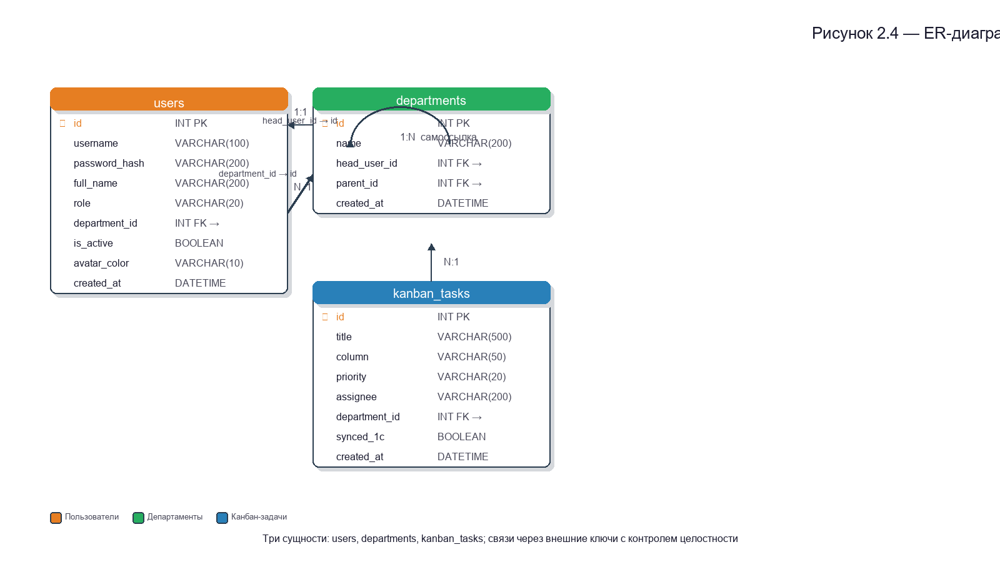 Рисунок 2.4 — ER-диагра
users
id INT PK
username VARCHAR(100)
password_hash VARCHAR(200)
full_name VARCHAR(200)
role VARCHAR(20)
department_id INT FK →
is_active BOOLEAN
avatar_color VARCHAR(10)
created_at DATETIME
1:1
head_user_id → id
department_id → id
N:1
departments
id INT PK
1:N самоссылка
name VARCHAR(200)
head_user_id INT FK →
parent_id INT FK →
created_at DATETIME
N:1
kanban_tasks
id INT PK
title VARCHAR(500)
column VARCHAR(50)
priority VARCHAR(20)
assignee VARCHAR(200)
department_id INT FK →
synced_1c BOOLEAN
created_at DATETIME
Пользователи Департаменты Канбан-задачи
Три сущности: users, departments, kanban_tasks; связи через внешние ключи с контролем целостности